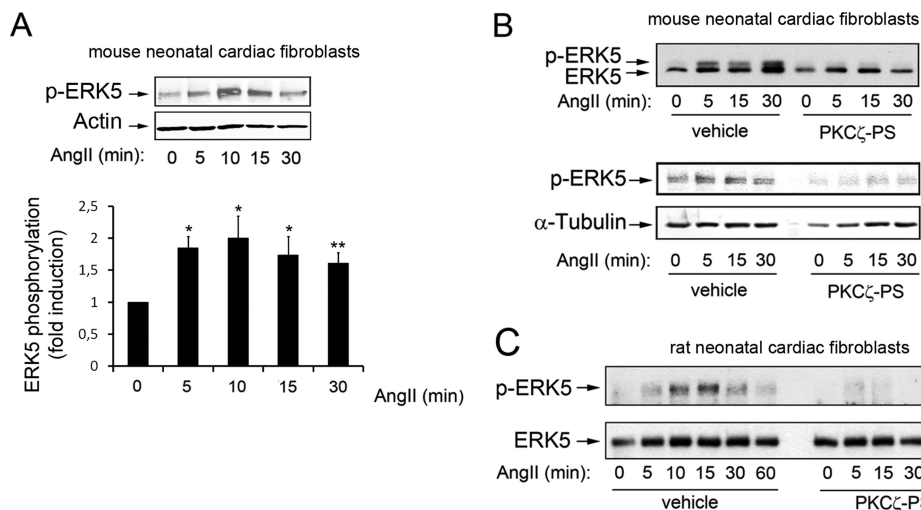 A
mouse neonatal cardiac fibroblasts
p-ERK5
Actin
AngII (min): 0 5 10 15 30
ERK5 phosphorylation
(fold induction)
2,5
2
1,5
1
0,5
0
* * * **
0 5 10 15 30 AngII (min)
B
mouse neonatal cardiac fibroblasts
p-ERK5
ERK5
AngII (min): 0 5 15 30 0 5 15 30
vehicle PKCζ-PS
p-ERK5
α-Tubulin
AngII (min): 0 5 15 30 0 5 15 30
vehicle PKCζ-PS
C
rat neonatal cardiac fibroblasts
p-ERK5
ERK5
AngII (min): 0 5 10 15 30 60 0 5 15 30
vehicle PKCζ-P